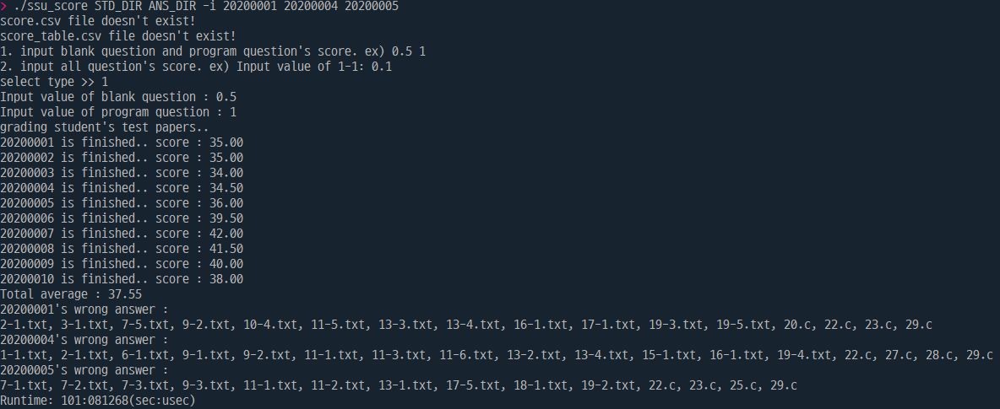 > ./ssu_score STD_DIR ANS_DIR -i 20200001 20200004 20200005
score.csv file doesn't exist!
score_table.csv file doesn't exist!
1. input blank question and program question's score. ex) 0.5 1
2. input all question's score. ex) Input value of 1-1: 0.1
select type >> 1
Input value of blank question : 0.5
Input value of program question : 1
grading student's test papers..
20200001 is finished.. score : 35.00
20200002 is finished.. score : 35.00
20200003 is finished.. score : 34.00
20200004 is finished.. score : 34.50
20200005 is finished.. score : 36.00
20200006 is finished.. score : 39.50
20200007 is finished.. score : 42.00
20200008 is finished.. score : 41.50
20200009 is finished.. score : 40.00
20200010 is finished.. score : 38.00
Total average : 37.55
20200001's wrong answer :
2-1.txt, 3-1.txt, 7-5.txt, 9-2.txt, 10-4.txt, 11-5.txt, 13-3.txt, 13-4.txt, 16-1.txt, 17-1.txt, 19-3.txt, 19-5.txt, 20.c, 22.c, 23.c, 29.c
20200004's wrong answer :
1-1.txt, 2-1.txt, 6-1.txt, 9-1.txt, 9-2.txt, 11-1.txt, 11-3.txt, 11-6.txt, 13-2.txt, 13-4.txt, 15-1.txt, 16-1.txt, 19-4.txt, 22.c, 27.c, 28.c, 29.c
20200005's wrong answer :
7-1.txt, 7-2.txt, 7-3.txt, 9-3.txt, 11-1.txt, 11-2.txt, 13-1.txt, 17-5.txt, 18-1.txt, 19-2.txt, 22.c, 23.c, 25.c, 29.c
Runtime: 101:081268(sec:usec)